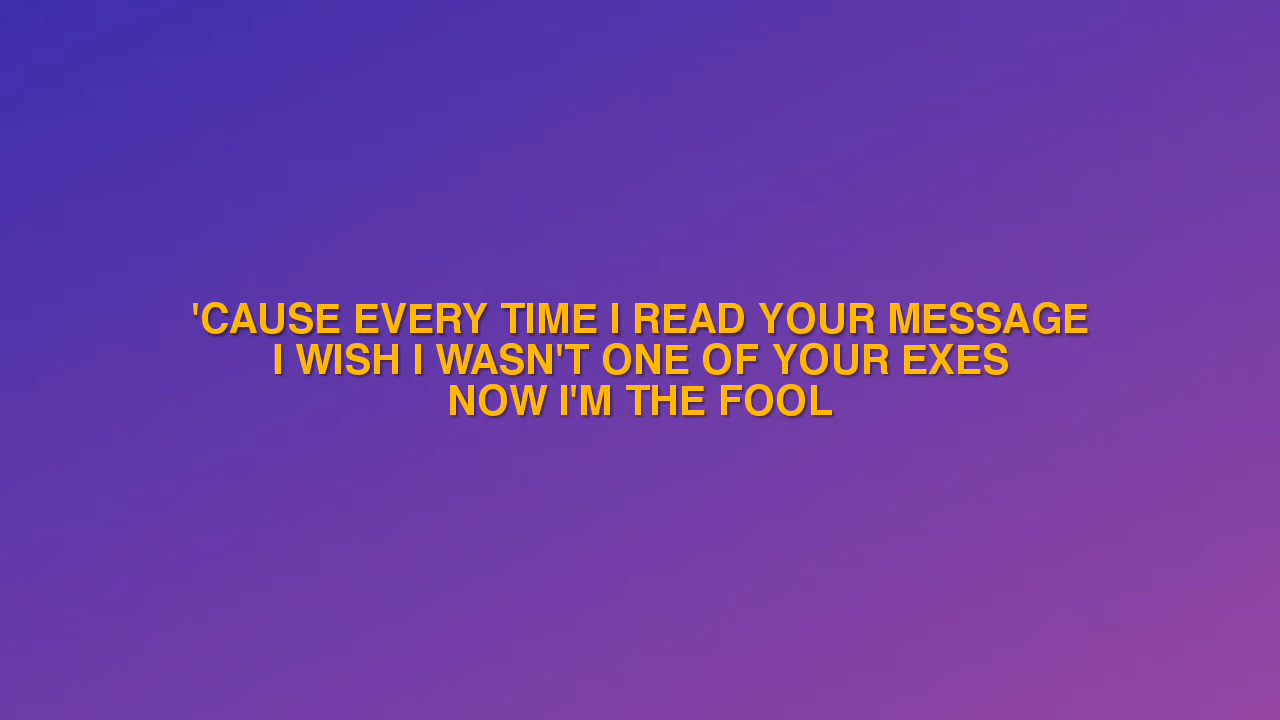 'CAUSE EVERY TIME I READ YOUR MESSAGE
I WISH I WASN'T ONE OF YOUR EXES
NOW I'M THE FOOL